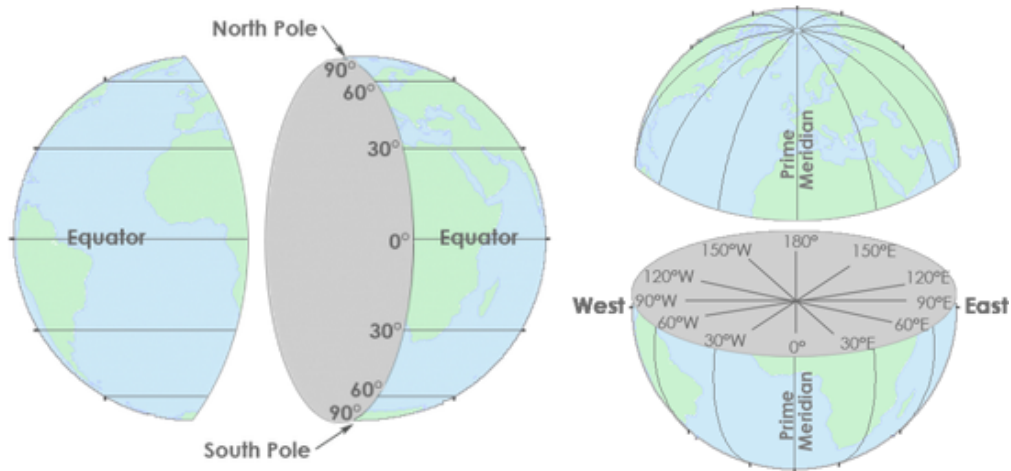 North Pole
90°
60°
30°
Equator
0°
Equator
30°
60°
90°
South Pole
Prime
Meridian
180°
150°W
150°E
120°W
120°E
West
90°W
90°E
East
60°W
60°E
30°W
0°
30°E
Prime
Meridian